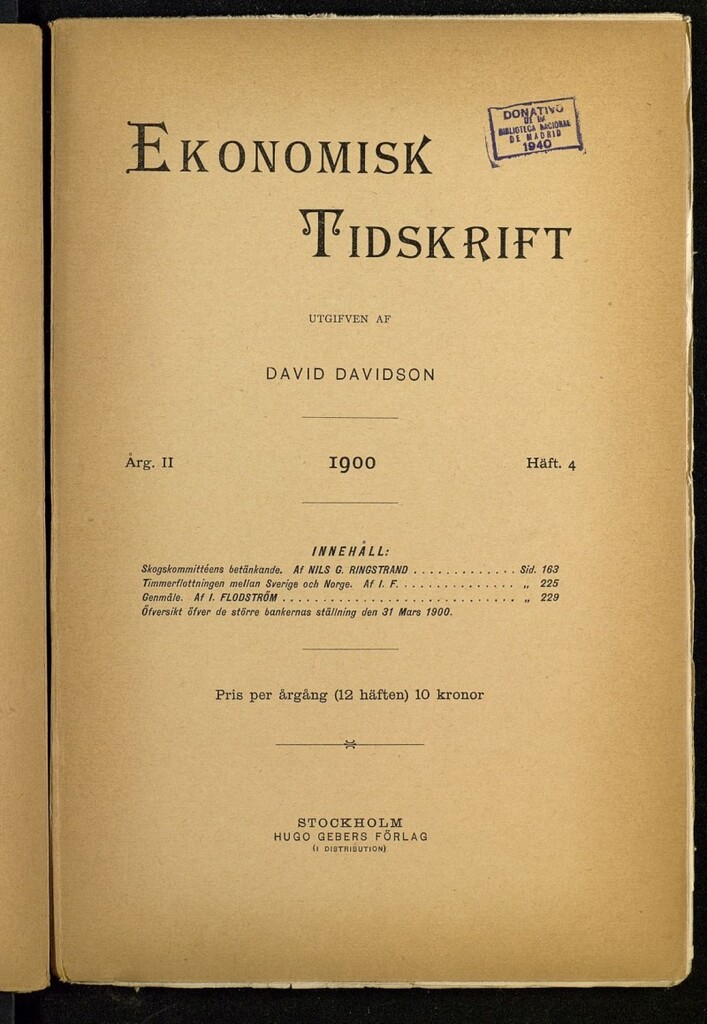 EKONOMISK
TIDSKRIFT
DONATIVO
DE LA
BIBLIOTECA NACIONAL
DE MADRID
1940
UTGIFVEN AF
DAVID DAVIDSON
Årg. II 1900 Häft. 4
INNEHÅLL:
Skogskommittéens betänkande. Af NILS G. RINGSTRAND . . . . . . . . . . . . . Sid. 163
Timmerflottningen mellan Sverige och Norge. Af I. F. . . . . . . . . . . . . . . . „ 225
Genmäle. Af I. FLODSTRÖM . . . . . . . . . . . . . . . . . . . . . . . . . . . . . „ 229
Öfversikt öfver de större bankernas ställning den 31 Mars 1900.
Pris per årgång (12 häften) 10 kronor
STOCKHOLM
HUGO GEBERS FÖRLAG
(I DISTRIBUTION)